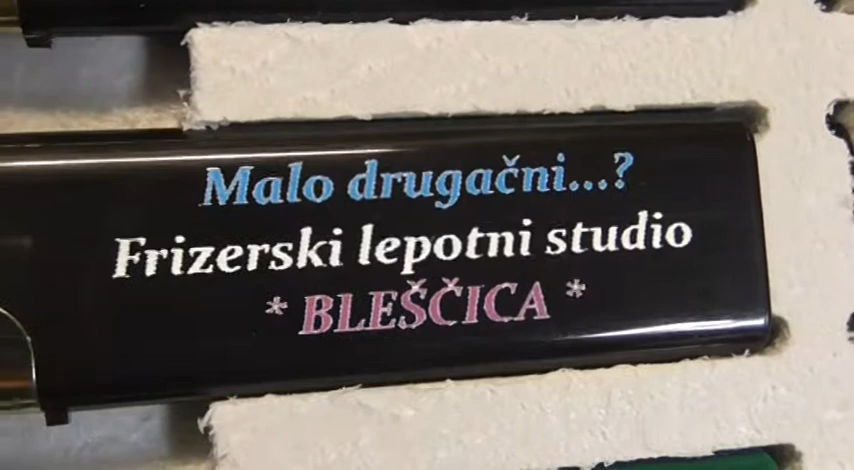 Malo drugačni...?
Frizerski lepotni studio
* BLEŠČICA *